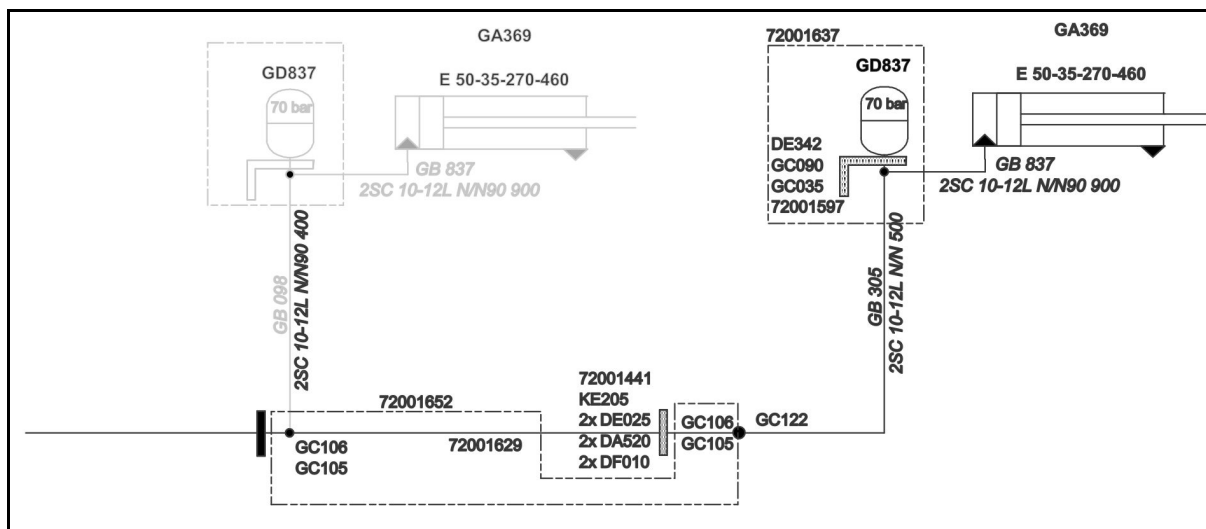 GA369
E 50-35-270-460
GD837
70 bar
GB 837
2SC 10-12L N/N90 900
GB 098
2SC 10-12L N/N90 400
72001637
GD837
70 bar
DE342
GC090
GC035
72001597
GA369
E 50-35-270-460
GB 837
2SC 10-12L N/N90 900
GB 305
2SC 10-12L N/N 500
72001652
72001629
GC106
GC105
72001441
KE205
2x DE025
2x DA520
2x DF010
GC106
GC105
GC122